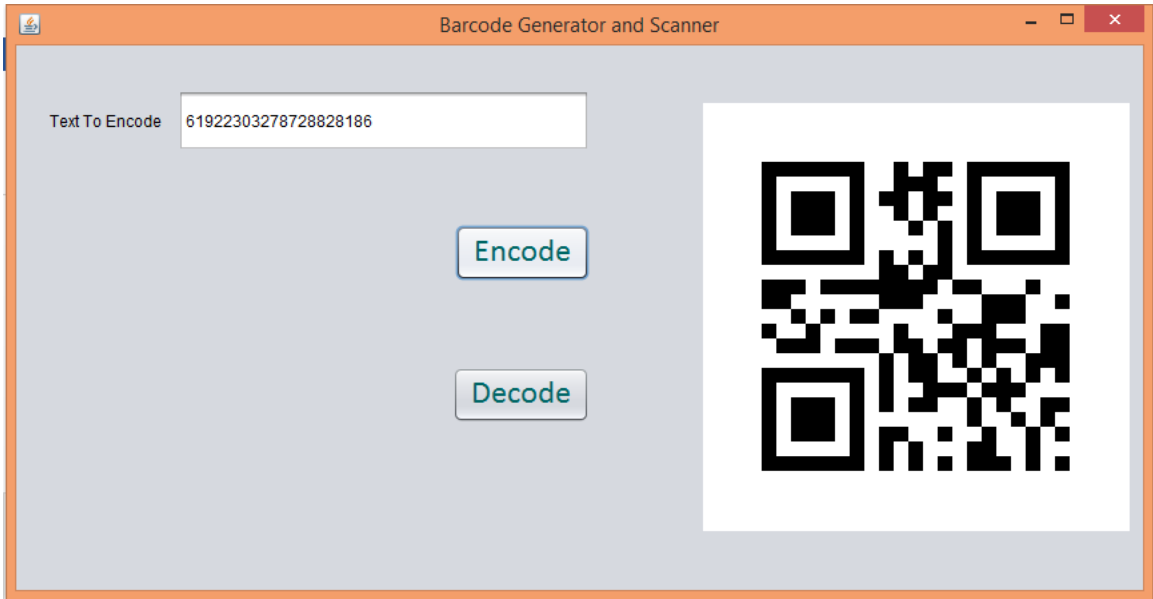 Barcode Generator and Scanner
Text To Encode
61922303278728828186
Encode
Decode